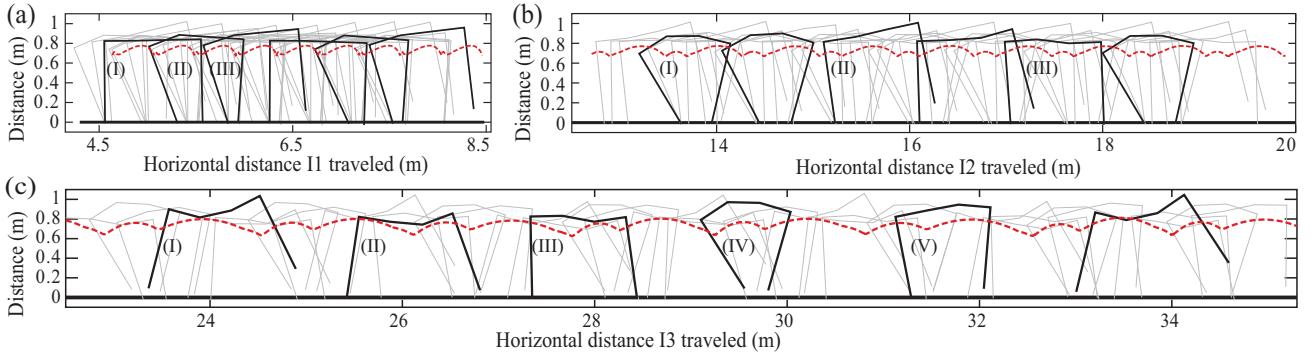 (a)
Distance (m)
1
0.8
0.6
0.4
0.2
0
(I)
(II)
(III)
4.5
6.5
8.5
Horizontal distance I1 traveled (m)
(b)
Distance (m)
1
0.8
0.6
0.4
0.2
0
(I)
(II)
(III)
14
16
18
20
Horizontal distance I2 traveled (m)
(c)
Distance (m)
1
0.8
0.6
0.4
0.2
0
(I)
(II)
(III)
(IV)
(V)
24
26
28
30
32
34
Horizontal distance I3 traveled (m)